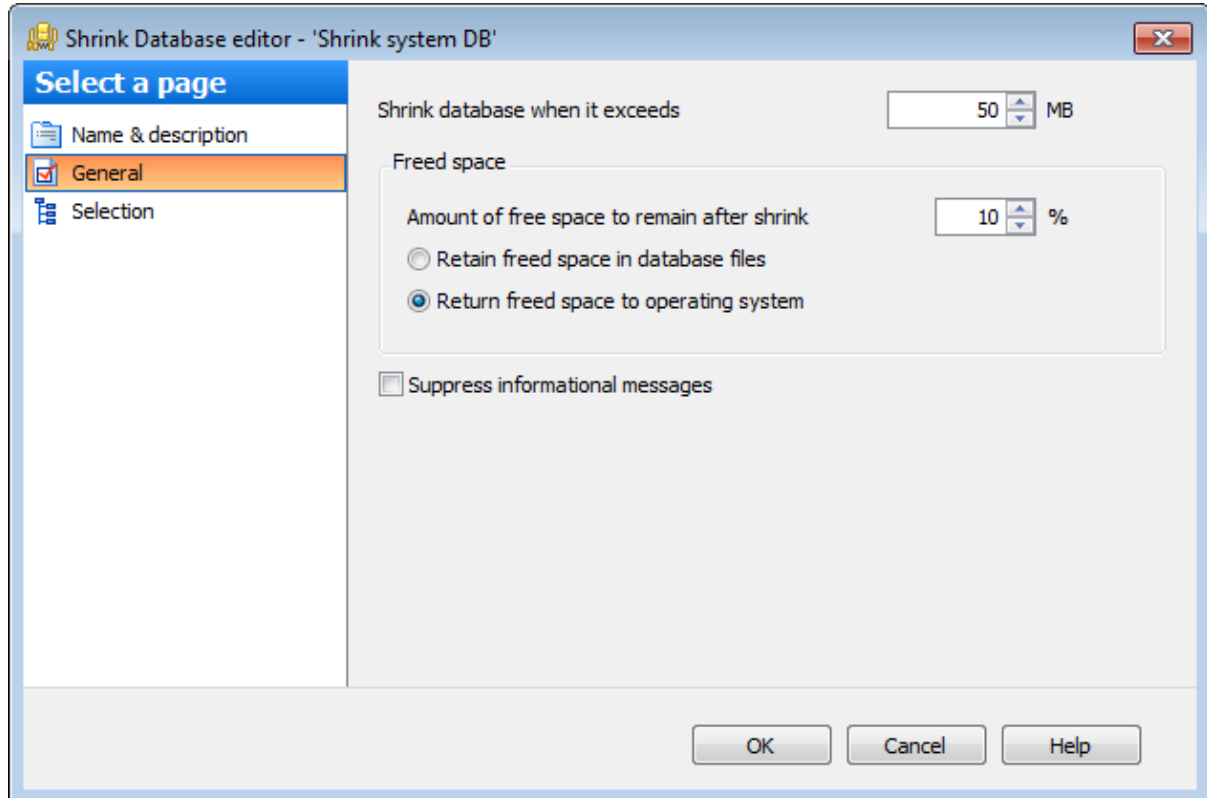 Shrink Database editor - 'Shrink system DB'
Select a page
Name & description
General
Selection
Shrink database when it exceeds 50 MB
Freed space
Amount of free space to remain after shrink 10 %
Retain freed space in database files
Return freed space to operating system
Suppress informational messages
OK Cancel Help